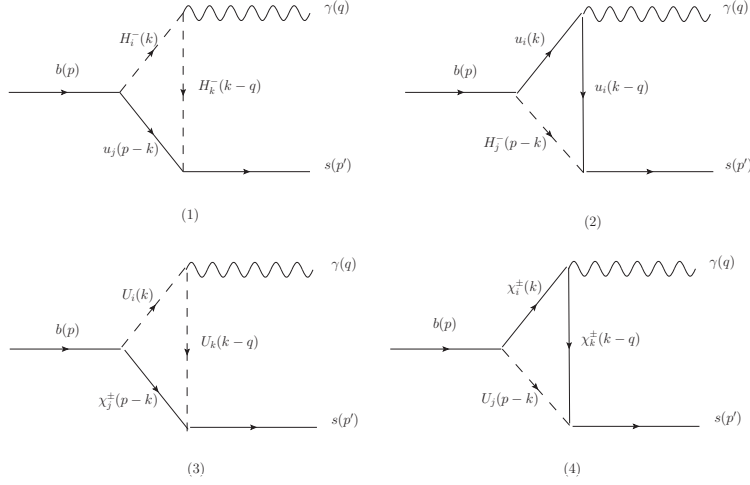 γ(q)
H_i^-(k)
b(p)
H_k^-(k − q)
u_j(p − k)
s(p′)
(1)
γ(q)
u_i(k)
b(p)
u_i(k − q)
H_j^-(p − k)
s(p′)
(2)
γ(q)
U_i(k)
b(p)
U_k(k − q)
χ_j^±(p − k)
s(p′)
(3)
γ(q)
χ_i^±(k)
b(p)
χ_k^±(k − q)
U_j(p − k)
s(p′)
(4)